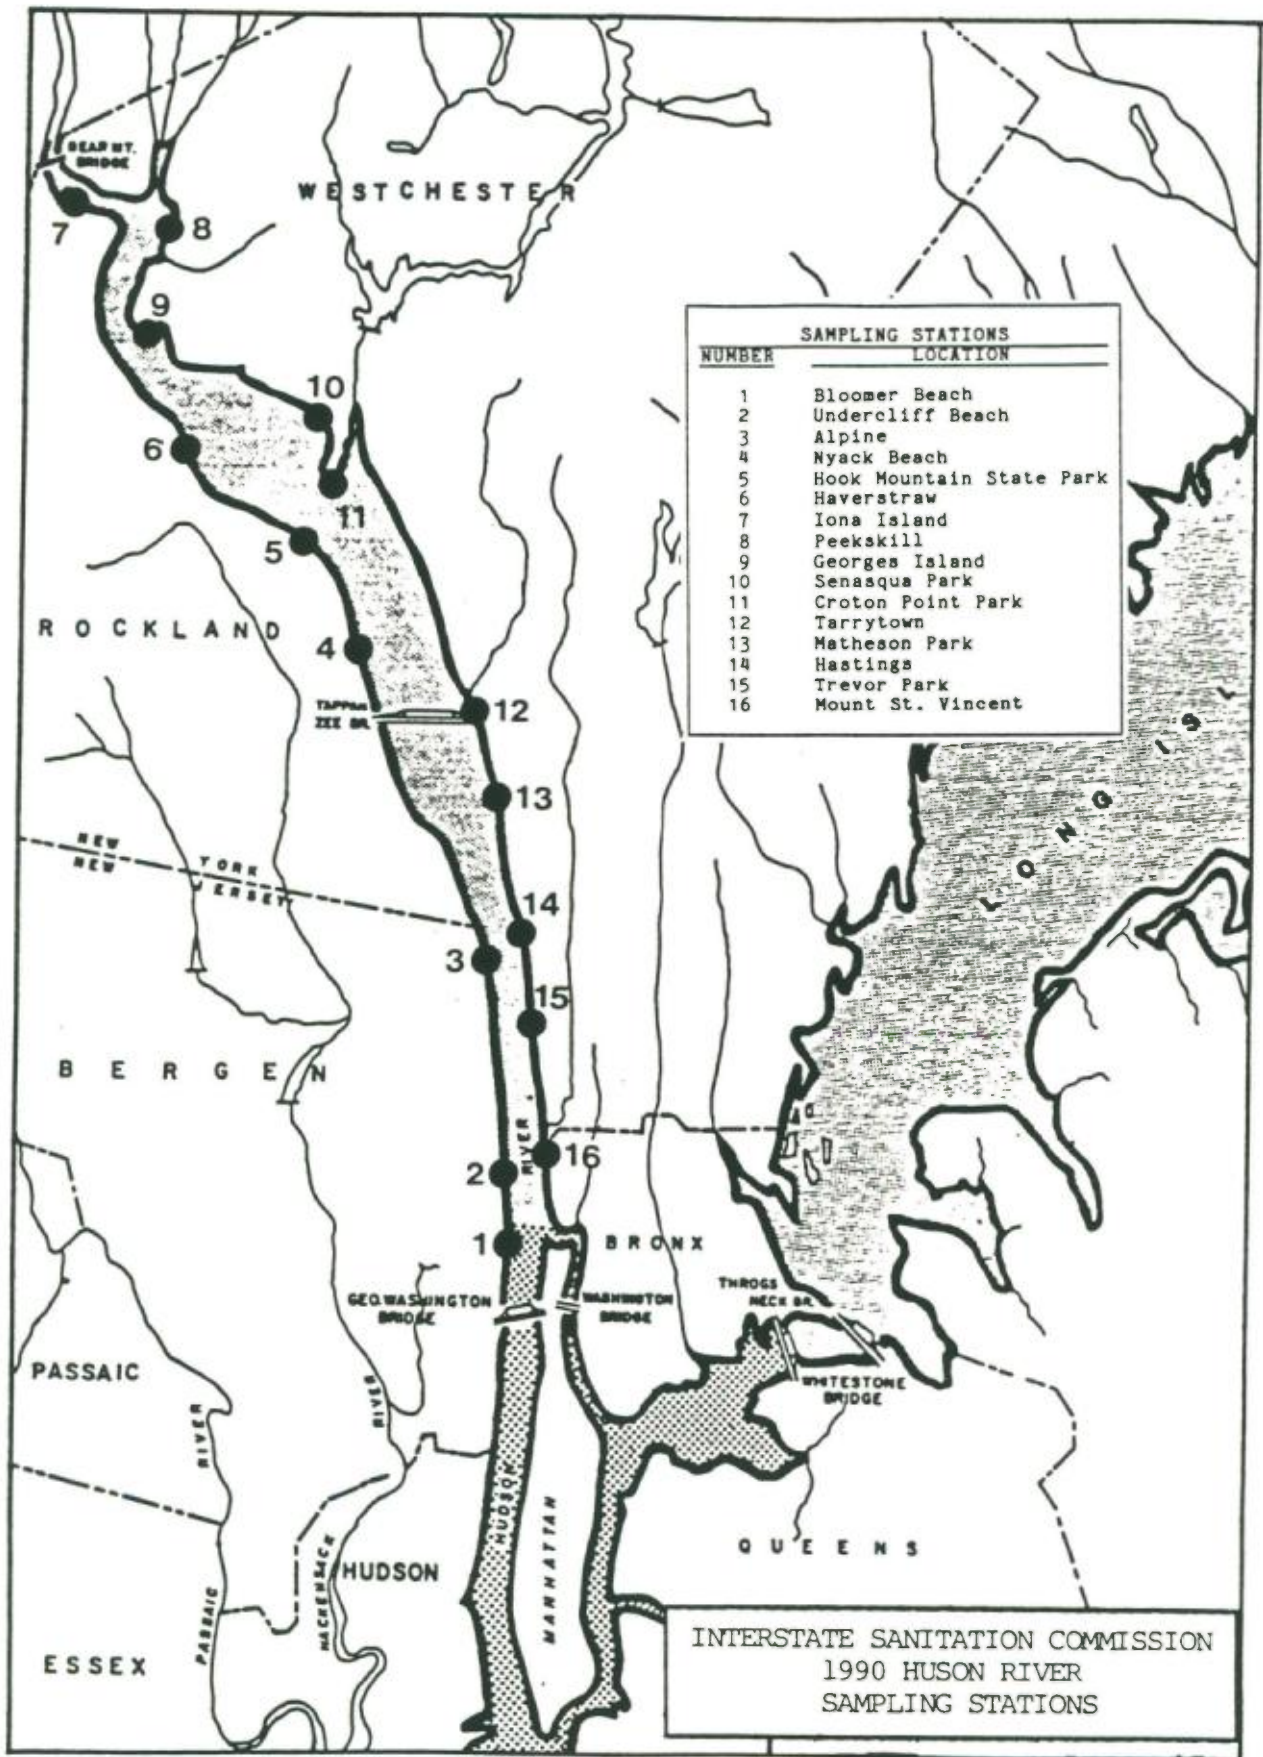 BEAR MT.
BRIDGE
WESTCHESTER
7
8
9
10
6
11
5
SAMPLING STATIONS
NUMBER LOCATION
1 Bloomer Beach
2 Undercliff Beach
3 Alpine
4 Nyack Beach
5 Hook Mountain State Park
6 Haverstraw
7 Iona Island
8 Peekskill
9 Georges Island
10 Senasqua Park
11 Croton Point Park
12 Tarrytown
13 Matheson Park
14 Hastings
15 Trevor Park
16 Mount St. Vincent
ROCKLAND
4
TAPPAN
ZEE BR.
12
13
LONG ISL
NEW YORK
NEW JERSEY
14
3
15
BERGEN
RIVER
16
2
1
BRONX
THROGS
NECK BR.
GEO. WASHINGTON
BRIDGE
WASHINGTON
BRIDGE
PASSAIC
WHITESTONE
BRIDGE
RIVER
RIVER
HUDSON
MANHATTAN
QUEENS
HACKENSACK
HUDSON
PASSAIC
ESSEX
INTERSTATE SANITATION COMMISSION
1990 HUSON RIVER
SAMPLING STATIONS